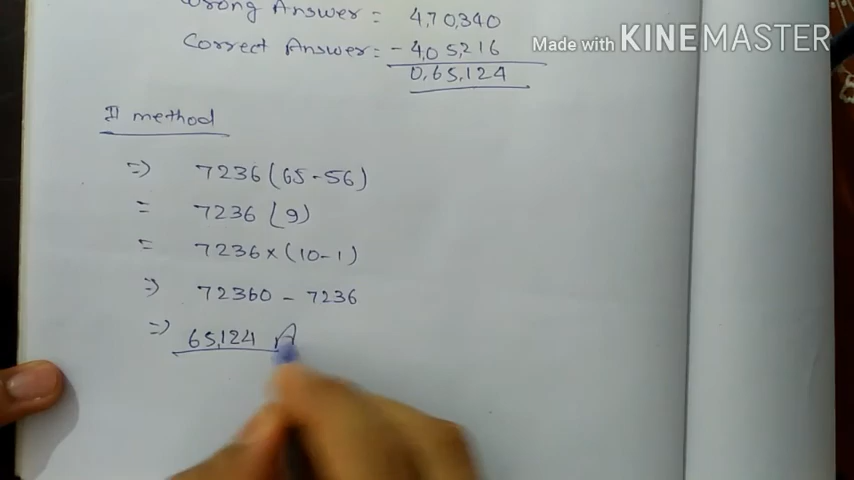 Wrong Answer = 4,70,340
Correct Answer = - 4,05,216
0,65,124
Made with KINEMASTER
II method
=> 7236 (65-56)
= 7236 (9)
= 7236 x (10-1)
=> 72360 - 7236
=> 65,124 A